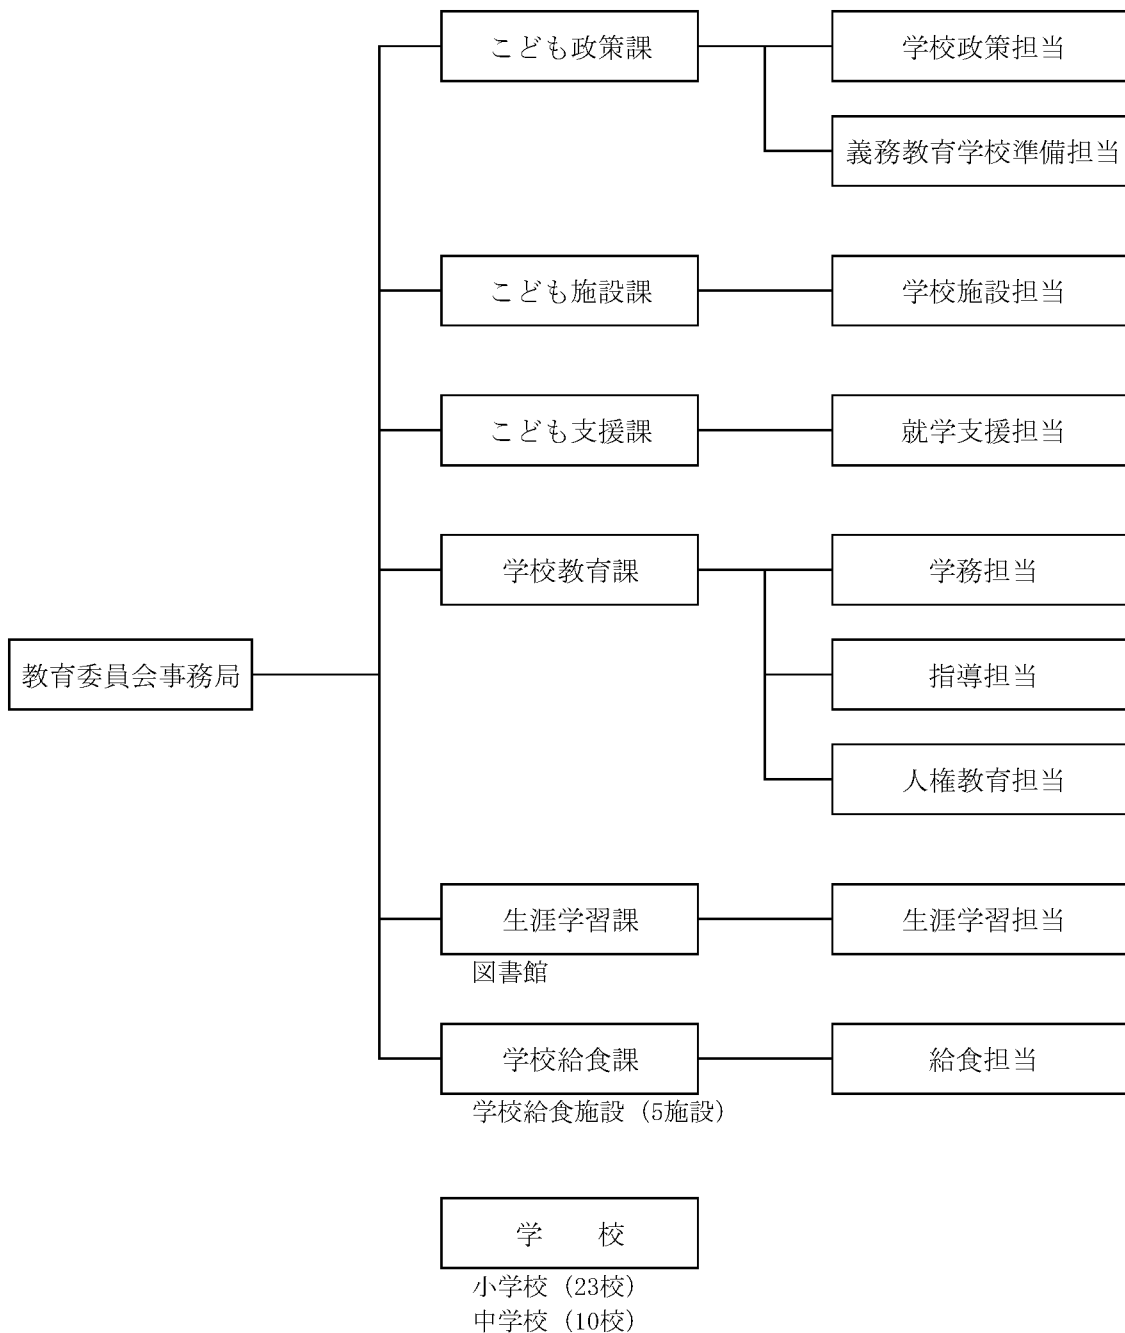 こども政策課
学校政策担当
義務教育学校準備担当
こども施設課
学校施設担当
こども支援課
就学支援担当
学校教育課
学務担当
教育委員会事務局
指導担当
人権教育担当
生涯学習課
生涯学習担当
図書館
学校給食課
給食担当
学校給食施設（5施設）
学　　校
小学校（23校）
中学校（10校）